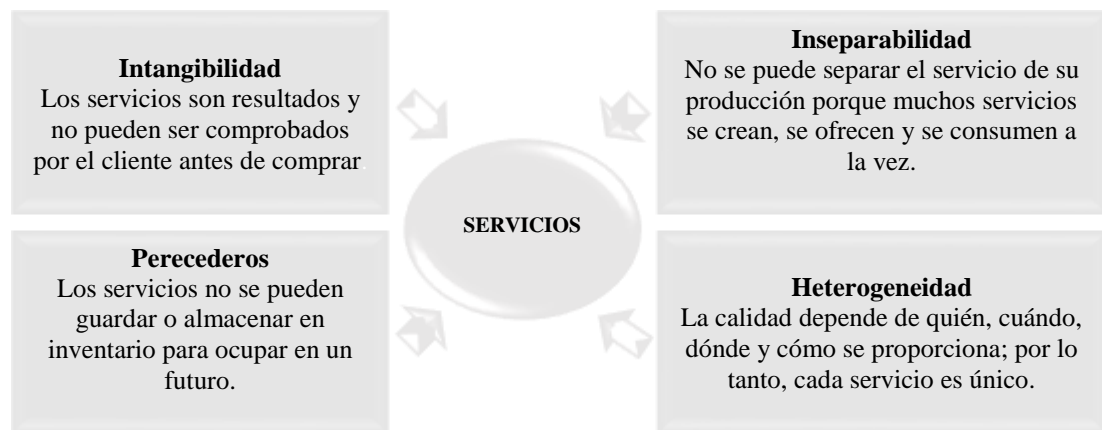 Intangibilidad
Los servicios son resultados y
no pueden ser comprobados
por el cliente antes de comprar
Inseparabilidad
No se puede separar el servicio de su
producción porque muchos servicios
se crean, se ofrecen y se consumen a
la vez.
SERVICIOS
Perecederos
Los servicios no se pueden
guardar o almacenar en
inventario para ocupar en un
futuro.
Heterogeneidad
La calidad depende de quién, cuándo,
dónde y cómo se proporciona; por lo
tanto, cada servicio es único.